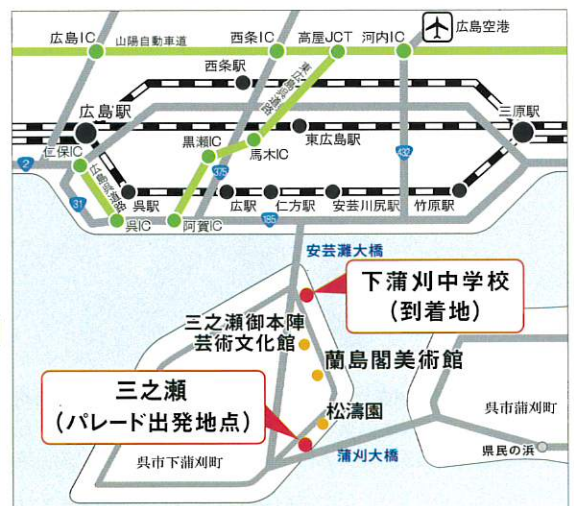 広島空港
広島IC
山陽自動車道
西条IC
高屋JCT
河内IC
西条駅
東広島呉道路
広島駅
三原駅
黒瀬IC
東広島駅
仁保IC
馬木IC
2
375
432
広島呉道路
31
呉駅
広駅
仁方駅
安芸川尻駅
竹原駅
呉IC
阿賀IC
185
安芸灘大橋
下蒲刈中学校
(到着地)
三之瀬御本陣
芸術文化館
蘭島閣美術館
三之瀬
(パレード出発地点)
松濤園
呉市蒲刈町
蒲刈大橋
県民の浜
呉市下蒲刈町